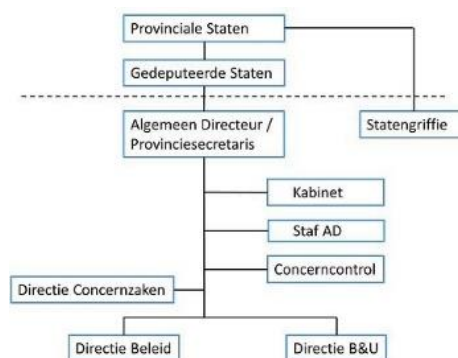 Provinciale Staten
Gedeputeerde Staten
Algemeen Directeur /
Provinciesecretaris
Statengriffie
Kabinet
Staf AD
Concerncontrol
Directie Concernzaken
Directie Beleid
Directie B&U